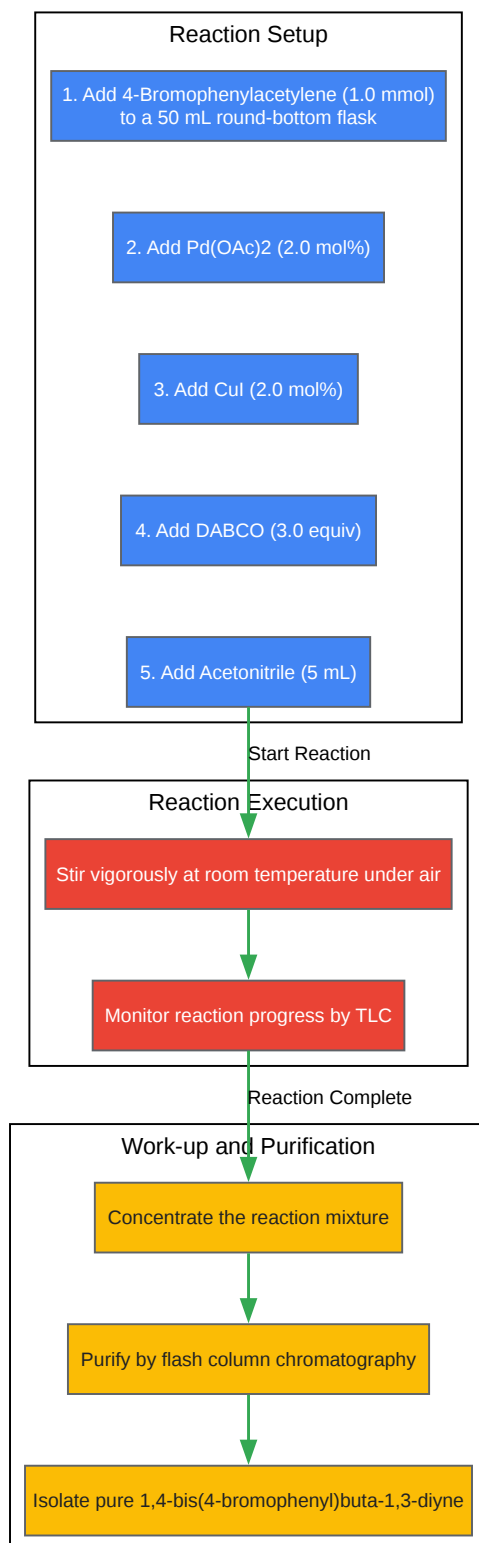 Reaction Setup
1. Add 4-Bromophenylacetylene (1.0 mmol)
to a 50 mL round-bottom flask
2. Add Pd(OAc)2 (2.0 mol%)
3. Add CuI (2.0 mol%)
4. Add DABCO (3.0 equiv)
5. Add Acetonitrile (5 mL)
Start Reaction
Reaction Execution
Stir vigorously at room temperature under air
Monitor reaction progress by TLC
Reaction Complete
Work-up and Purification
Concentrate the reaction mixture
Purify by flash column chromatography
Isolate pure 1,4-bis(4-bromophenyl)buta-1,3-diyne